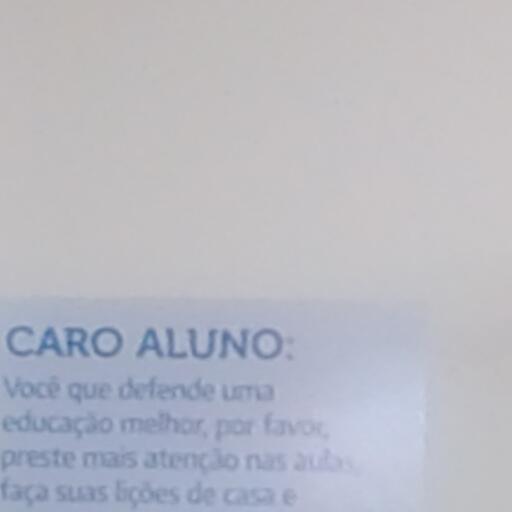 CARO ALUNO:
Você que defende uma
educação melhor, por favor,
preste mais atenção nas aulas,
faça suas lições de casa e